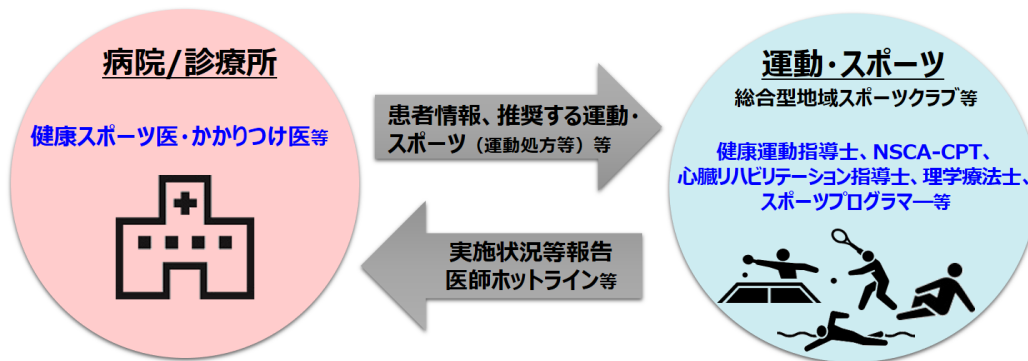 病院/診療所
健康スポーツ医・かかりつけ医等
患者情報、推奨する運動・
スポーツ（運動処方等）等
実施状況等報告
医師ホットライン等
運動・スポーツ
総合型地域スポーツクラブ等
健康運動指導士、NSCA-CPT、
心臓リハビリテーション指導士、理学療法士、
スポーツプログラマー等